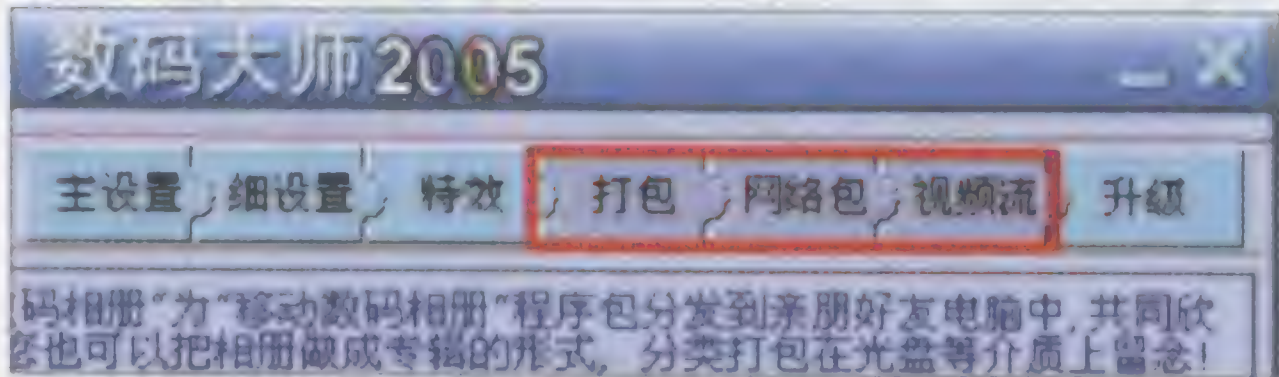 数码大师2005
主设置 细设置 特效 打包 网络包 视频流 升级
码相册“为”移动数码相册“程序包分发到亲朋好友电脑中,共同欣
您也可以把相册做成专辑的形式, 分类打包在光盘等介质上留念!